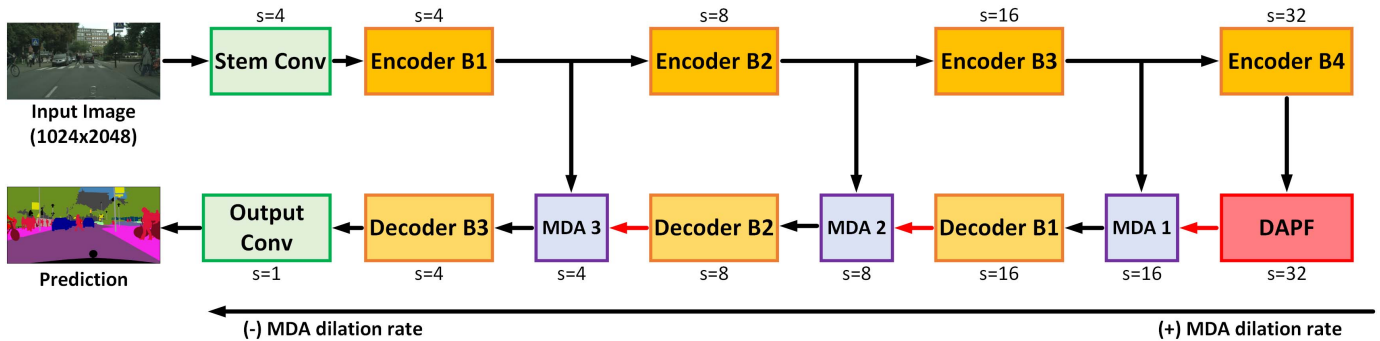 s=4
s=4
s=8
s=16
s=32
Stem Conv
Encoder B1
Encoder B2
Encoder B3
Encoder B4
Input Image
(1024x2048)
Output
Conv
Decoder B3
MDA 3
Decoder B2
MDA 2
Decoder B1
MDA 1
DAPF
Prediction
s=1
s=4
s=4
s=8
s=8
s=16
s=16
s=32
(-) MDA dilation rate
(+) MDA dilation rate